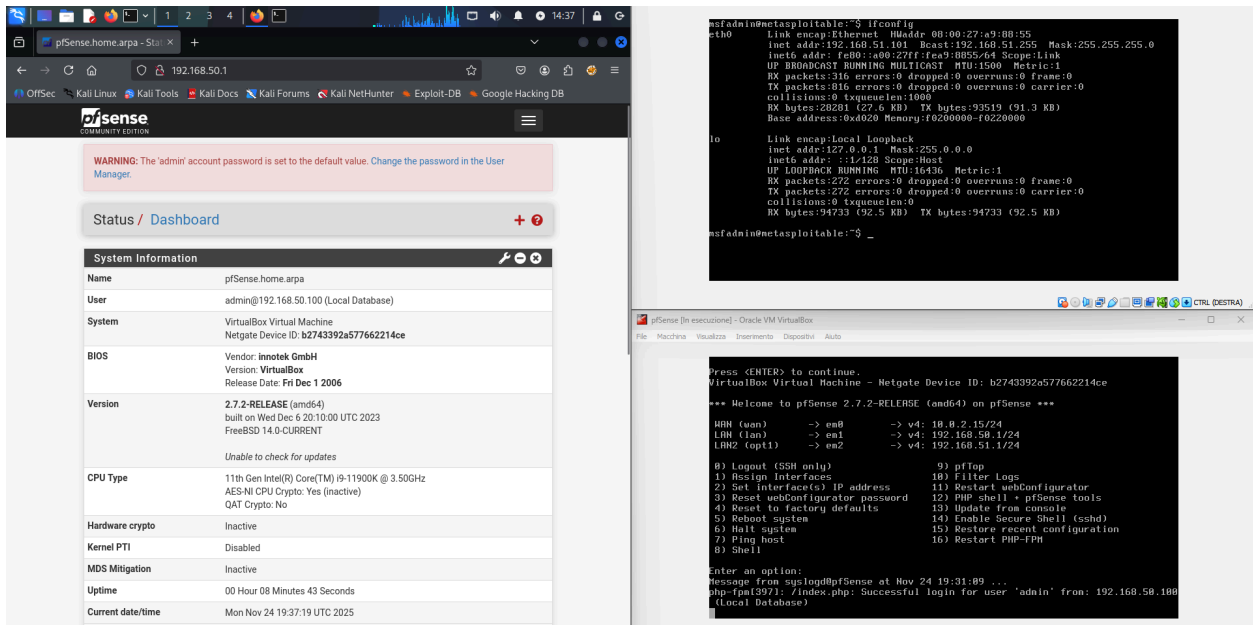 1 2 3 4
14:37
pfSense.home.arpa - Stat
192.168.50.1
OffSec Kali Linux Kali Tools Kali Docs Kali Forums Kali NetHunter Exploit-DB Google Hacking DB
pfsense
COMMUNITY EDITION
WARNING: The 'admin' account password is set to the default value. Change the password in the User
Manager.
Status / Dashboard
System Information
Name pfSense.home.arpa
User admin@192.168.50.100 (Local Database)
System VirtualBox Virtual Machine
Netgate Device ID: b2743392a577662214ce
BIOS Vendor: innotek GmbH
Version: VirtualBox
Release Date: Fri Dec 1 2006
Version 2.7.2-RELEASE (amd64)
built on Wed Dec 6 20:10:00 UTC 2023
FreeBSD 14.0-CURRENT
Unable to check for updates
CPU Type 11th Gen Intel(R) Core(TM) i9-11900K @ 3.50GHz
AES-NI CPU Crypto: Yes (inactive)
QAT Crypto: No
Hardware crypto Inactive
Kernel PTI Disabled
MDS Mitigation Inactive
Uptime 00 Hour 08 Minutes 43 Seconds
Current date/time Mon Nov 24 19:37:19 UTC 2025
msfadmin@metasploitable:~$ ifconfig
eth0 Link encap:Ethernet HWaddr 08:00:27:a9:88:55
inet addr:192.168.51.101 Bcast:192.168.51.255 Mask:255.255.255.0
inet6 addr: fe80::a00:27ff:fea9:8855/64 Scope:Link
UP BROADCAST RUNNING MULTICAST MTU:1500 Metric:1
RX packets:316 errors:0 dropped:0 overruns:0 frame:0
TX packets:816 errors:0 dropped:0 overruns:0 carrier:0
collisions:0 txqueuelen:1000
RX bytes:28281 (27.6 KB) TX bytes:93519 (91.3 KB)
Base address:0xd020 Memory:f0200000-f0220000
lo Link encap:Local Loopback
inet addr:127.0.0.1 Mask:255.0.0.0
inet6 addr: ::1/128 Scope:Host
UP LOOPBACK RUNNING MTU:16436 Metric:1
RX packets:272 errors:0 dropped:0 overruns:0 frame:0
TX packets:272 errors:0 dropped:0 overruns:0 carrier:0
collisions:0 txqueuelen:0
RX bytes:94733 (92.5 KB) TX bytes:94733 (92.5 KB)
msfadmin@metasploitable:~$ _
CTRL (DESTRA)
pfSense [In esecuzione] - Oracle VM VirtualBox
File Macchina Visualizza Inserimento Dispositivi Aiuto
Press <ENTER> to continue.
VirtualBox Virtual Machine - Netgate Device ID: b2743392a577662214ce
*** Welcome to pfSense 2.7.2-RELEASE (amd64) on pfSense ***
WAN (wan) -> em0 -> v4: 10.0.2.15/24
LAN (lan) -> em1 -> v4: 192.168.50.1/24
LAN2 (opt1) -> em2 -> v4: 192.168.51.1/24
0) Logout (SSH only) 9) pfTop
1) Assign Interfaces 10) Filter Logs
2) Set interface(s) IP address 11) Restart webConfigurator
3) Reset webConfigurator password 12) PHP shell + pfSense tools
4) Reset to factory defaults 13) Update from console
5) Reboot system 14) Enable Secure Shell (sshd)
6) Halt system 15) Restore recent configuration
7) Ping host 16) Restart PHP-FPM
8) Shell
Enter an option:
Message from syslogd@pfSense at Nov 24 19:31:09 ...
php-fpm[397]: /index.php: Successful login for user 'admin' from: 192.168.50.100
(Local Database)